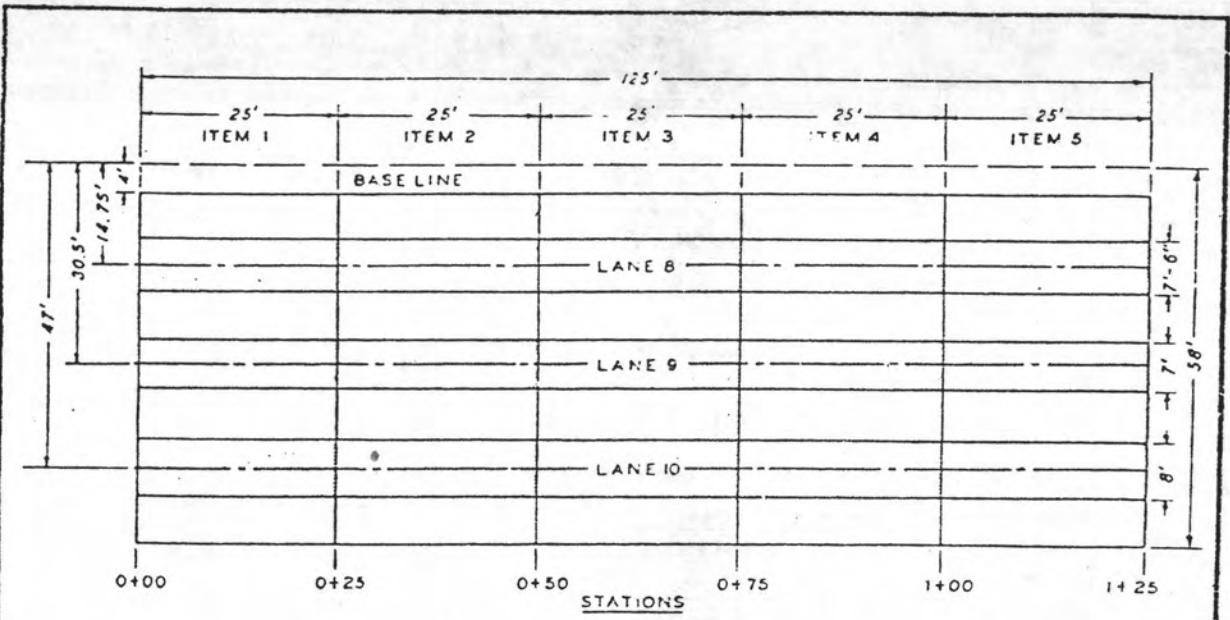 125'
25' 25' 25' 25' 25'
ITEM 1 ITEM 2 ITEM 3 ITEM 4 ITEM 5
4'
BASE LINE
14.75'
30.5'
47'
LANE 8
7'-6"
LANE 9
7'
58'
LANE 10
8'
0+00 0+25 0+50 0+75 1+00 1+25
STATIONS